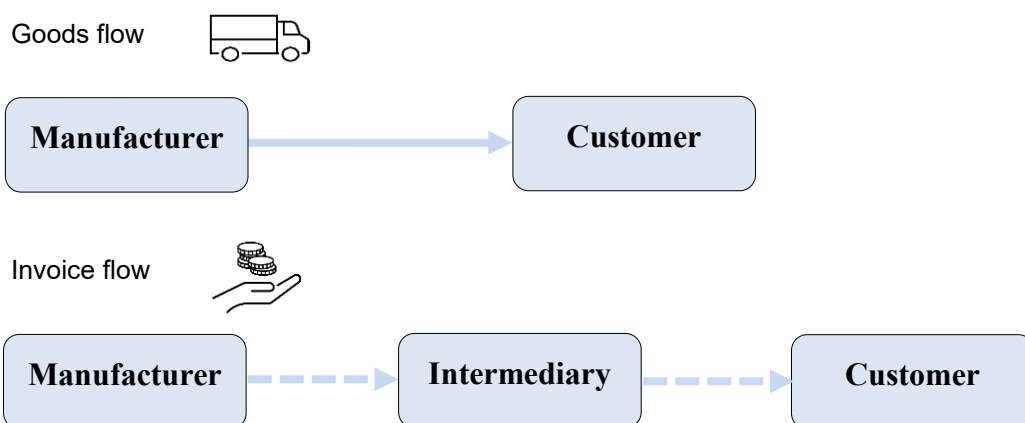 Goods flow
Manufacturer
Customer
Invoice flow
Manufacturer
Intermediary
Customer